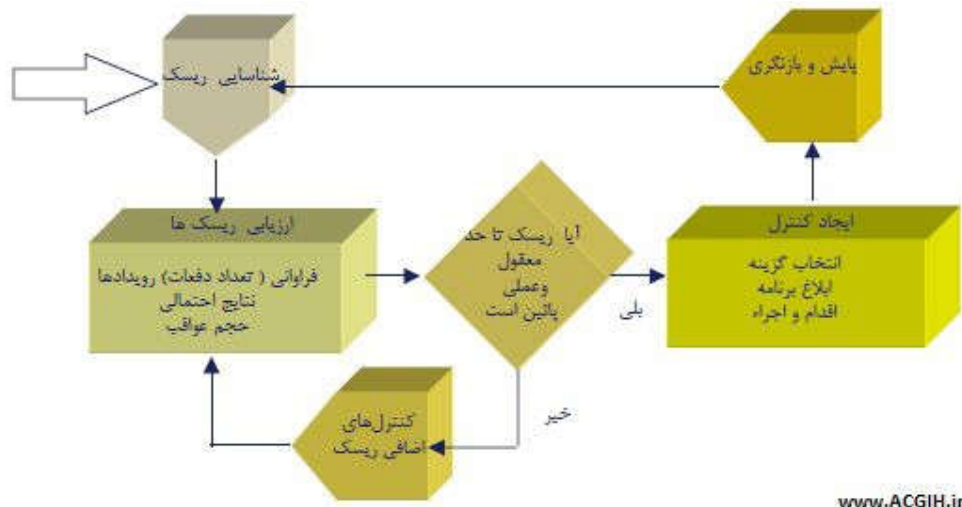 شناسایی ریسک
پایش و بازنگری
ارزیابی ریسک ها
فراوانی ( تعداد دفعات) رویدادها
نتایج احتمالی
حجم عواقب
آیا ریسک تا حد
معقول
وعملی
پائین است
بلی
خیر
ایجاد کنترل
انتخاب گزینه
ابلاغ برنامه
اقدام و اجراء
کنترل‌های
اضافی ریسک
www.ACGIH.ir